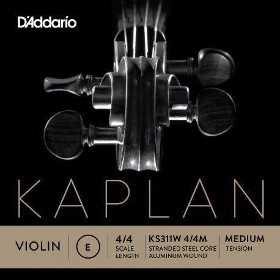 D'Addario
KAPLAN
VIOLIN E 4/4 KS311W 4/4M MEDIUM
SCALE STRANDED STEEL CORE TENSION
LENGTH ALUMINUM WOUND